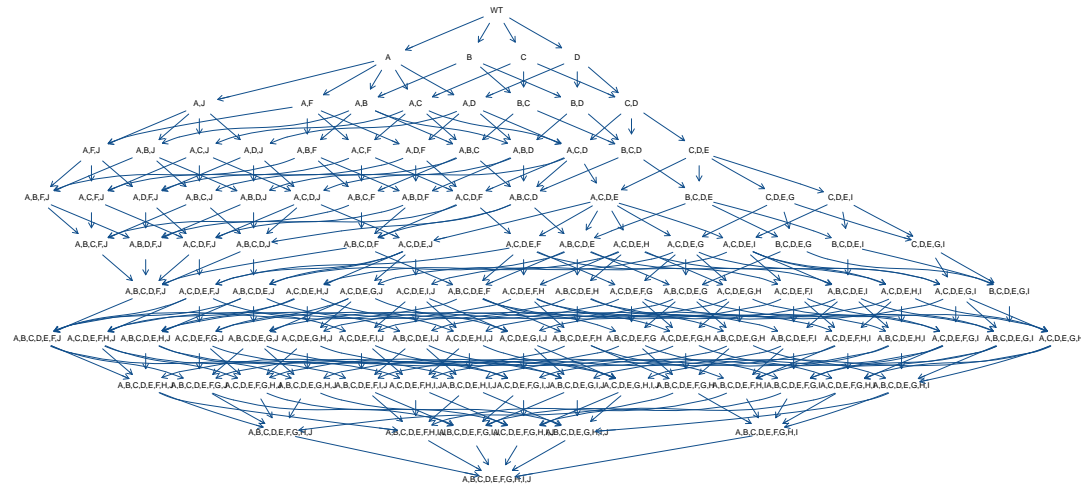 WT
A B C D
A,J A,F A,B A,C A,D B,C B,D C,D
A,F,J A,B,J A,C,J A,D,J A,B,F A,C,F A,D,F A,B,C A,B,D A,C,D B,C,D C,D,E
A,B,F,J A,C,F,J A,D,F,J A,B,C,J A,B,D,J A,C,D,J A,B,C,F A,B,D,F A,C,D,F A,B,C,D A,C,D,E B,C,D,E C,D,E,G C,D,E,I
A,B,C,F,J A,B,D,F,J A,C,D,F,J A,B,C,D,J A,B,C,D,F A,C,D,E,J A,C,D,E,F A,B,C,D,E A,C,D,E,H A,C,D,E,G A,C,D,E,I B,C,D,E,G B,C,D,E,I C,D,E,G,I
A,B,C,D,F,J A,C,D,E,F,J A,B,C,D,E,J A,C,D,E,H,J A,C,D,E,G,J A,C,D,E,I,J A,B,C,D,E,F A,C,D,E,F,H A,B,C,D,E,H A,C,D,E,F,G A,B,C,D,E,G A,C,D,E,G,H A,C,D,E,F,I A,B,C,D,E,I A,C,D,E,H,I A,C,D,E,G,I B,C,D,E,G,I
A,B,C,D,E,F,J A,C,D,E,F,H,J A,B,C,D,E,H,J A,C,D,E,F,G,J A,B,C,D,E,G,J A,C,D,E,G,H,J A,C,D,E,F,I,J A,B,C,D,E,I,J A,C,D,E,H,I,J A,C,D,E,G,I,J A,B,C,D,E,F,H A,B,C,D,E,F,G A,C,D,E,F,G,H A,B,C,D,E,G,H A,B,C,D,E,F,I A,C,D,E,F,H,I A,B,C,D,E,H,I A,C,D,E,F,G,I A,B,C,D,E,G,I A,C,D,E,G,H
A,B,C,D,E,F,H,J A,B,C,D,E,F,G,J A,C,D,E,F,G,H,J A,B,C,D,E,G,H,J A,B,C,D,E,F,I,J A,C,D,E,F,H,I,J A,B,C,D,E,H,I,J A,C,D,E,F,G,I,J A,B,C,D,E,G,I,J A,C,D,E,G,H,I,J A,B,C,D,E,F,G,H A,B,C,D,E,F,H,I A,B,C,D,E,F,G,I A,C,D,E,F,G,H,I A,B,C,D,E,G,H,I
A,B,C,D,E,F,G,H,J A,B,C,D,E,F,H,I,J A,B,C,D,E,F,G,I,J A,C,D,E,F,G,H,I,J A,B,C,D,E,G,H,I,J A,B,C,D,E,F,G,H,I
A,B,C,D,E,F,G,H,I,J